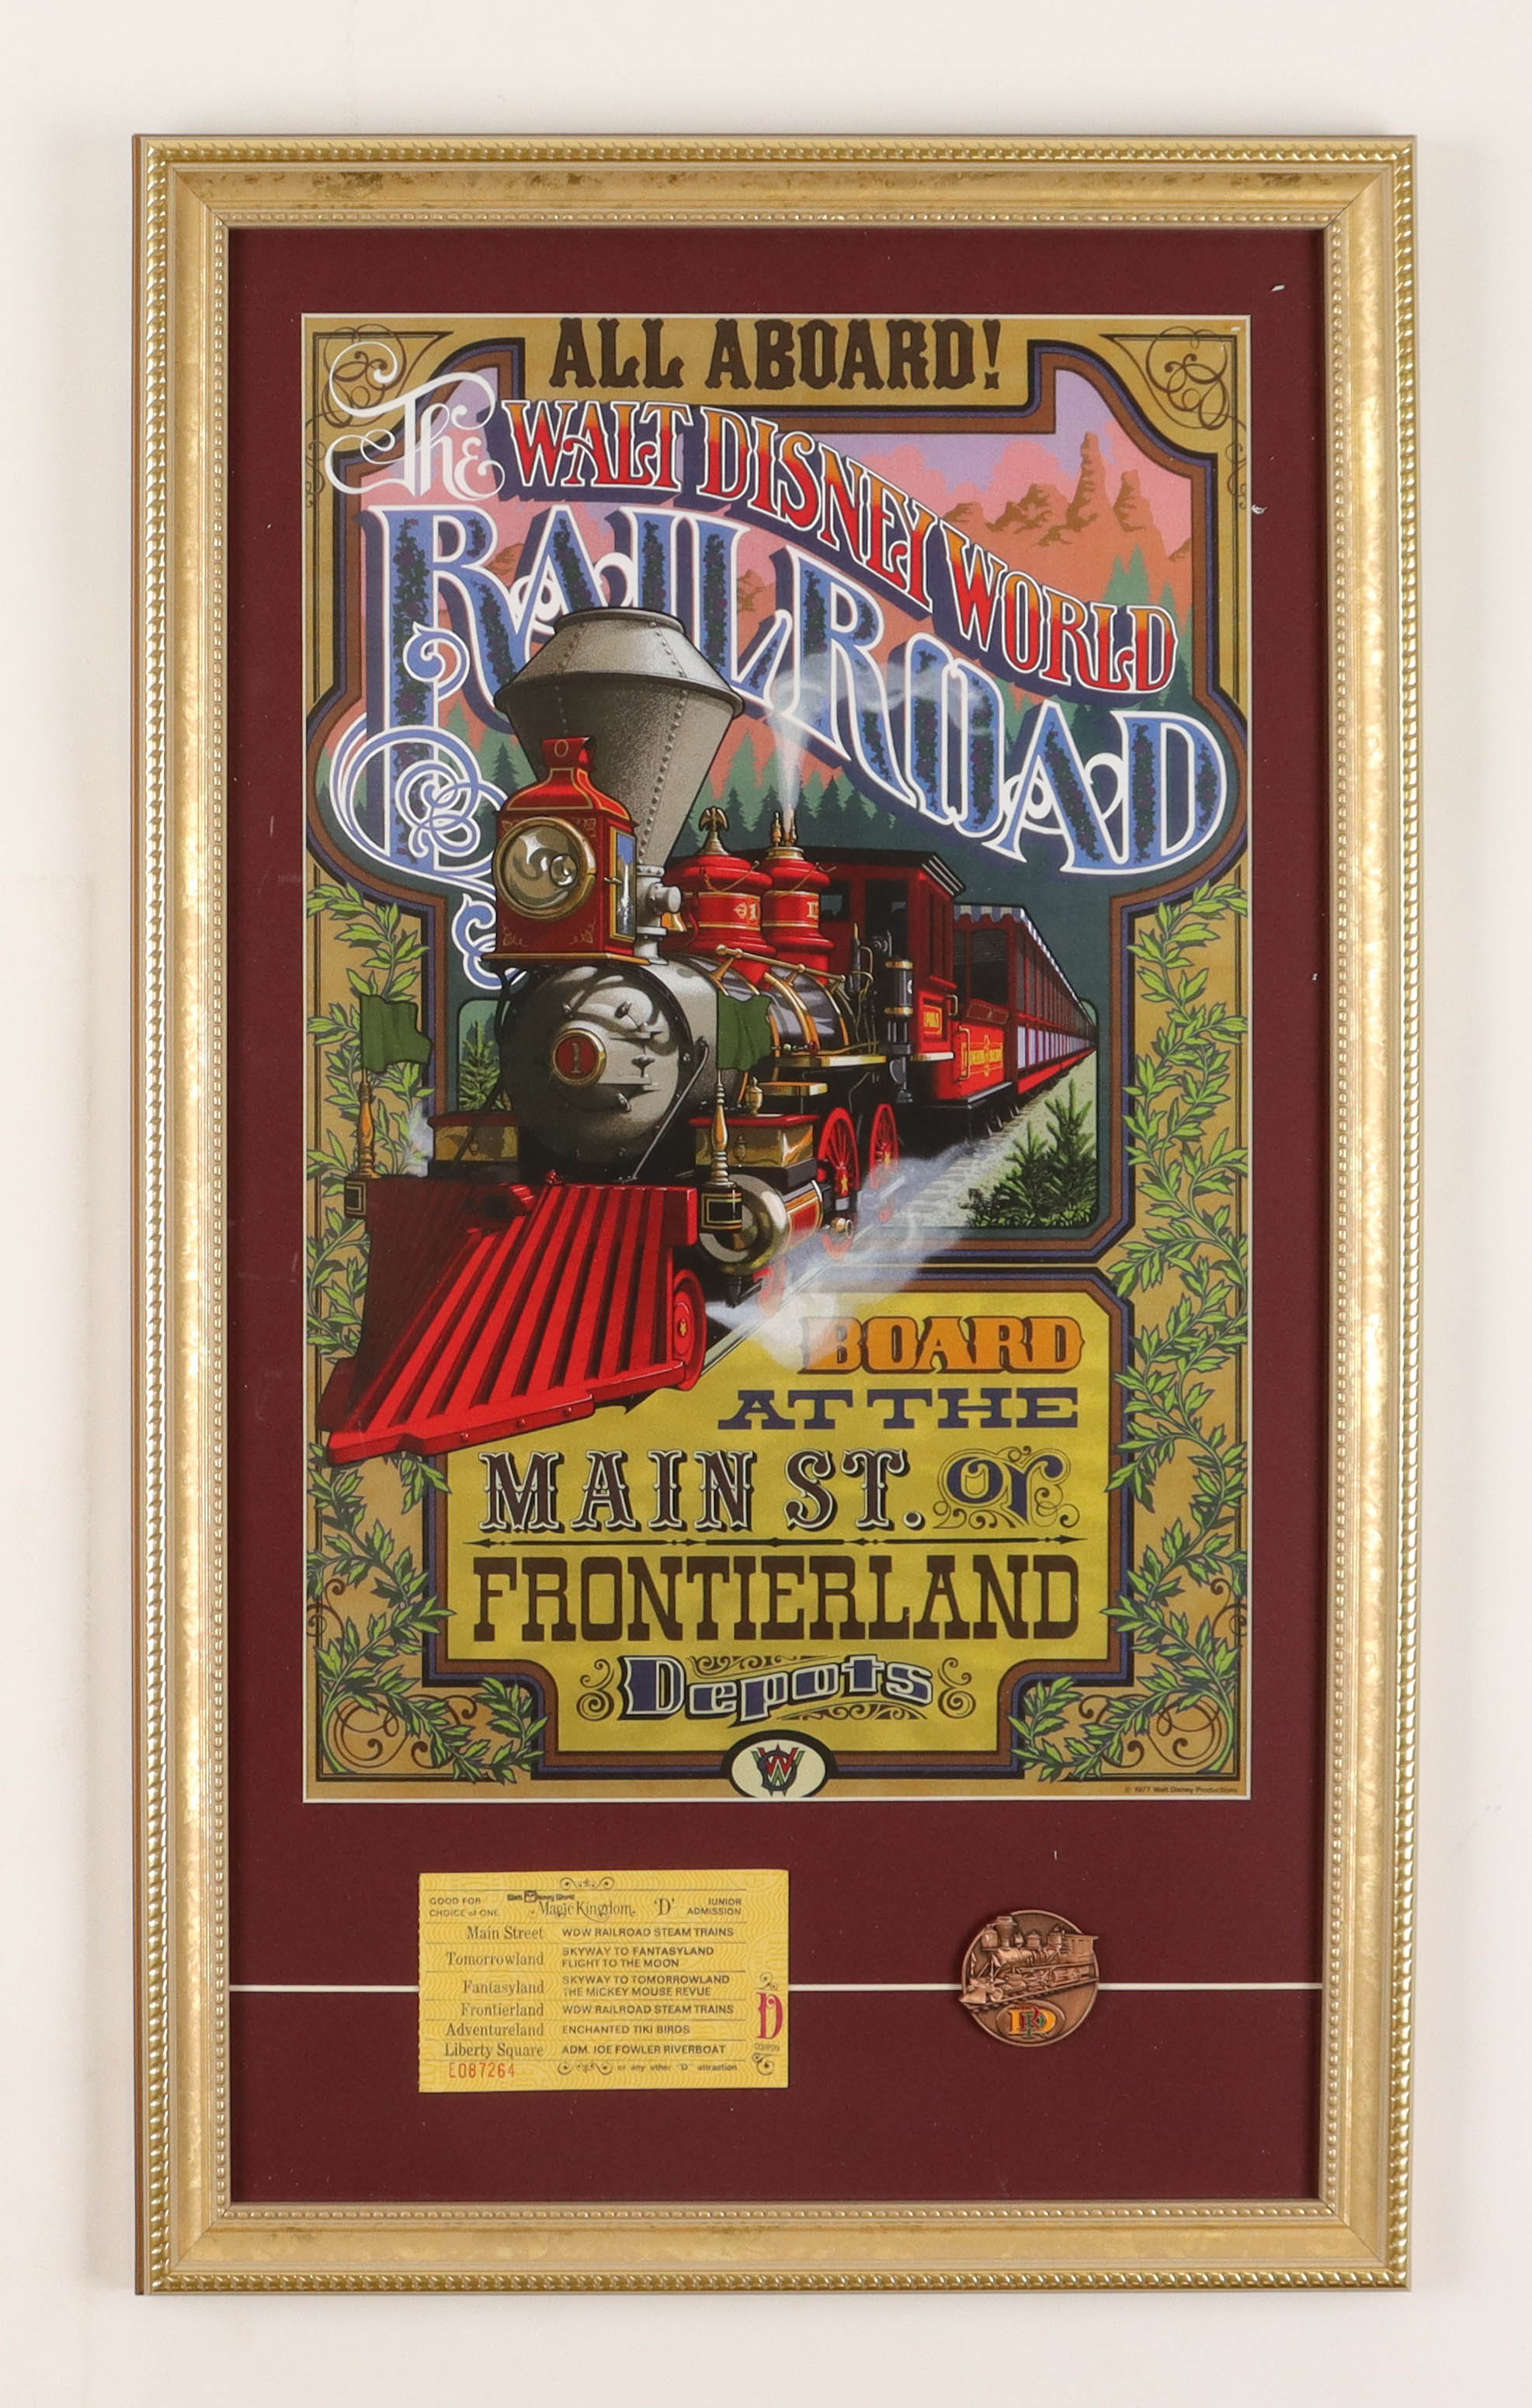 ALL ABOARD!
The WALT DISNEY WORLD
RAILROAD
1
1
BOARD
AT THE
MAIN ST. or
FRONTIERLAND
Depots
© 1977 Walt Disney Productions
GOOD FOR
CHOICE of ONE
Walt Disney World
Magic Kingdom
'D'
JUNIOR
ADMISSION
Main Street WDW RAILROAD STEAM TRAINS
Tomorrowland SKYWAY TO FANTASYLAND
FLIGHT TO THE MOON
Fantasyland SKYWAY TO TOMORROWLAND
THE MICKEY MOUSE REVUE
Frontierland WDW RAILROAD STEAM TRAINS
Adventureland ENCHANTED TIKI BIRDS
Liberty Square ADM. JOE FOWLER RIVERBOAT
E087264
or any other "D" attraction
D
COUPON